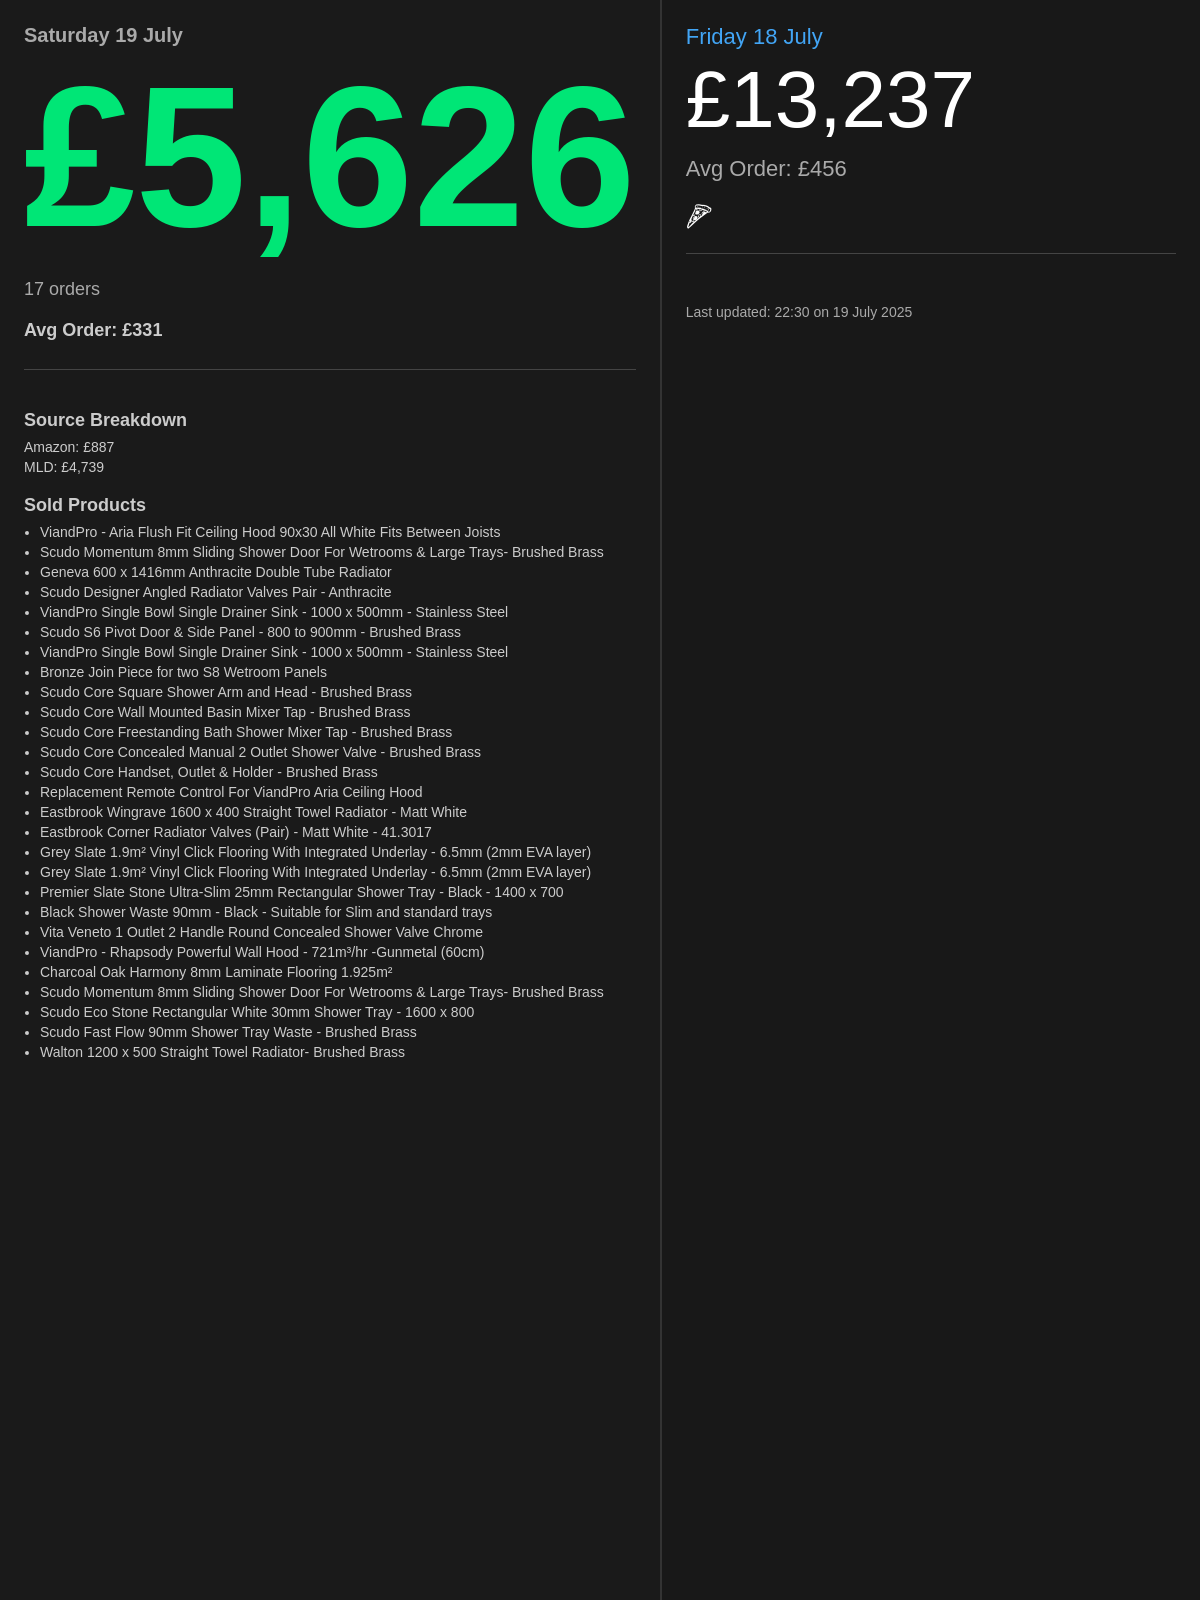 Saturday 19 July
£5,626
17 orders
Avg Order: £331
Source Breakdown
Amazon: £887
MLD: £4,739
Sold Products
• ViandPro - Aria Flush Fit Ceiling Hood 90x30 All White Fits Between Joists
• Scudo Momentum 8mm Sliding Shower Door For Wetrooms & Large Trays- Brushed Brass
• Geneva 600 x 1416mm Anthracite Double Tube Radiator
• Scudo Designer Angled Radiator Valves Pair - Anthracite
• ViandPro Single Bowl Single Drainer Sink - 1000 x 500mm - Stainless Steel
• Scudo S6 Pivot Door & Side Panel - 800 to 900mm - Brushed Brass
• ViandPro Single Bowl Single Drainer Sink - 1000 x 500mm - Stainless Steel
• Bronze Join Piece for two S8 Wetroom Panels
• Scudo Core Square Shower Arm and Head - Brushed Brass
• Scudo Core Wall Mounted Basin Mixer Tap - Brushed Brass
• Scudo Core Freestanding Bath Shower Mixer Tap - Brushed Brass
• Scudo Core Concealed Manual 2 Outlet Shower Valve - Brushed Brass
• Scudo Core Handset, Outlet & Holder - Brushed Brass
• Replacement Remote Control For ViandPro Aria Ceiling Hood
• Eastbrook Wingrave 1600 x 400 Straight Towel Radiator - Matt White
• Eastbrook Corner Radiator Valves (Pair) - Matt White - 41.3017
• Grey Slate 1.9m² Vinyl Click Flooring With Integrated Underlay - 6.5mm (2mm EVA layer)
• Grey Slate 1.9m² Vinyl Click Flooring With Integrated Underlay - 6.5mm (2mm EVA layer)
• Premier Slate Stone Ultra-Slim 25mm Rectangular Shower Tray - Black - 1400 x 700
• Black Shower Waste 90mm - Black - Suitable for Slim and standard trays
• Vita Veneto 1 Outlet 2 Handle Round Concealed Shower Valve Chrome
• ViandPro - Rhapsody Powerful Wall Hood - 721m³/hr -Gunmetal (60cm)
• Charcoal Oak Harmony 8mm Laminate Flooring 1.925m²
• Scudo Momentum 8mm Sliding Shower Door For Wetrooms & Large Trays- Brushed Brass
• Scudo Eco Stone Rectangular White 30mm Shower Tray - 1600 x 800
• Scudo Fast Flow 90mm Shower Tray Waste - Brushed Brass
• Walton 1200 x 500 Straight Towel Radiator- Brushed Brass
Friday 18 July
£13,237
Avg Order: £456
🍕
Last updated: 22:30 on 19 July 2025